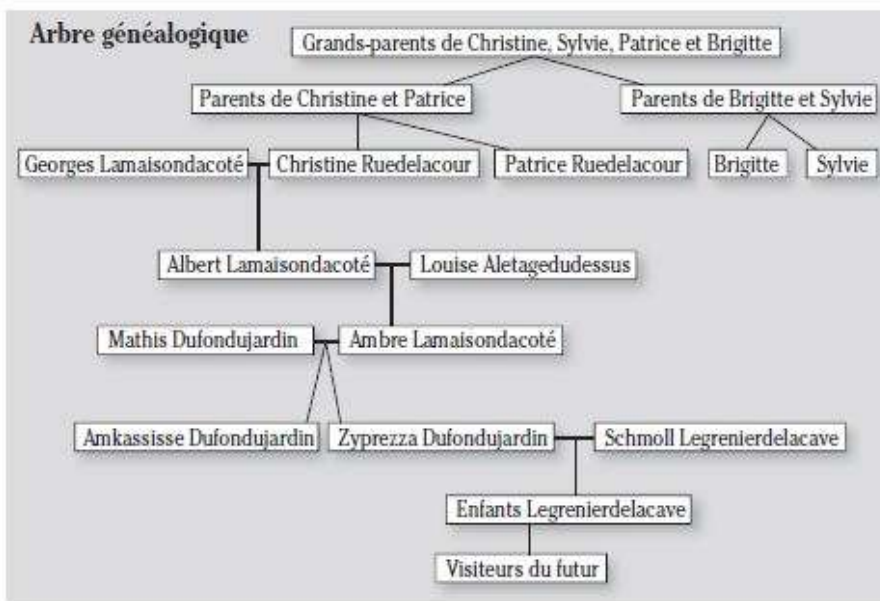 Arbre généalogique
Grands-parents de Christine, Sylvie, Patrice et Brigitte
Parents de Christine et Patrice
Parents de Brigitte et Sylvie
Georges Lamaisondacoté
Christine Ruedelacour
Patrice Ruedelacour
Brigitte
Sylvie
Albert Lamaisondacoté
Louise Aletagedudessus
Mathis Dufondujardin
Ambre Lamaisondacoté
Amkassisse Dufondujardin
Zyprezza Dufondujardin
Schmoll Legrenierdelacave
Enfants Legrenierdelacave
Visiteurs du futur